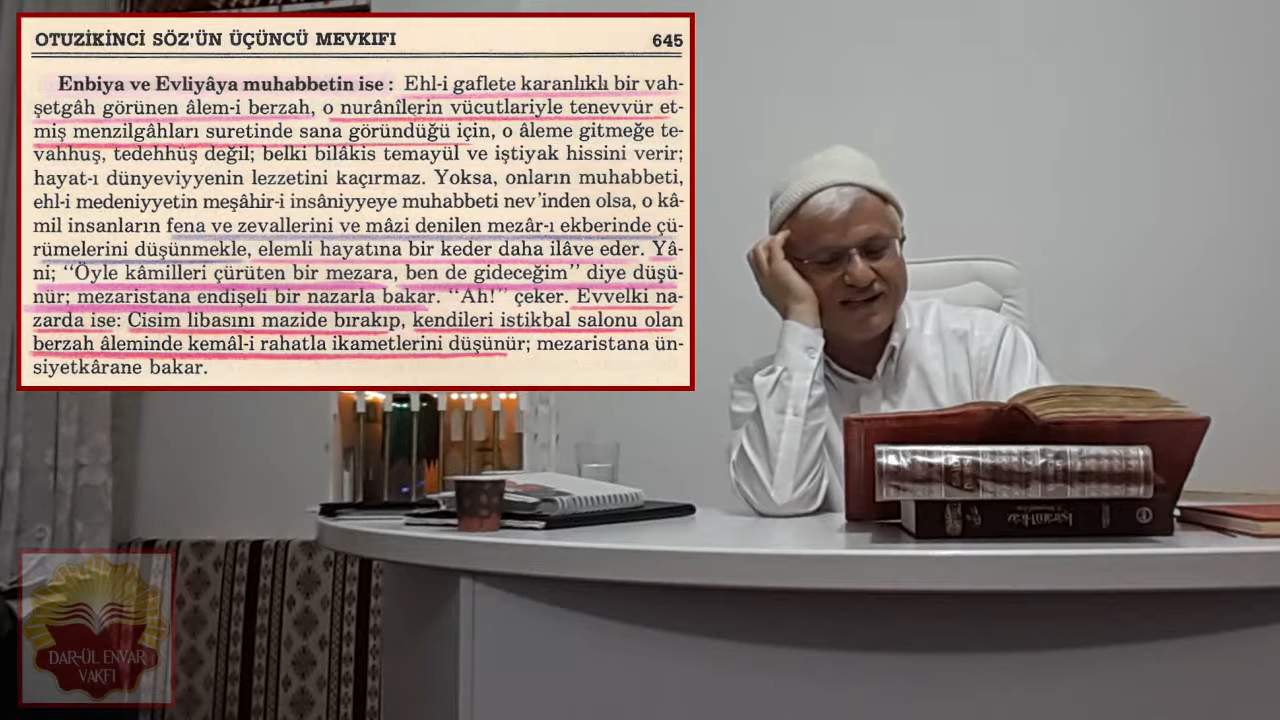 OTUZİKİNCİ SÖZ'ÜN ÜÇÜNCÜ MEVKIFI 645
Enbiya ve Evliyâya muhabbetin ise : Ehl-i gaflete karanlıklı bir vah-
şetgâh görünen âlem-i berzah, o nurânîlerin vücutlariyle tenevvür et-
miş menzilgâhları suretinde sana göründüğü için, o âleme gitmeğe te-
vahhuş, tedehhüş değil; belki bilâkis temayül ve iştiyak hissini verir;
hayat-ı dünyeviyyenin lezzetini kaçırmaz. Yoksa, onların muhabbeti,
ehl-i medeniyyetin meşâhir-i insâniyyeye muhabbeti nev'inden olsa, o kâ-
mil insanların fena ve zevallerini ve mâzi denilen mezâr-ı ekberinde çü-
rümelerini düşünmekle, elemli hayatına bir keder daha ilâve eder. Yâ-
ni; "Öyle kâmilleri çürüten bir mezara, ben de gideceğim" diye düşü-
nür; mezaristana endişeli bir nazarla bakar. "Ah!" çeker. Evvelki na-
zarda ise: Cisim libasını mazide bırakıp, kendileri istikbal salonu olan
berzah âleminde kemâl-i rahatla ikametlerini düşünür; mezaristana ün-
siyetkârane bakar.
DAR-ÜL ENVAR
VAKFI